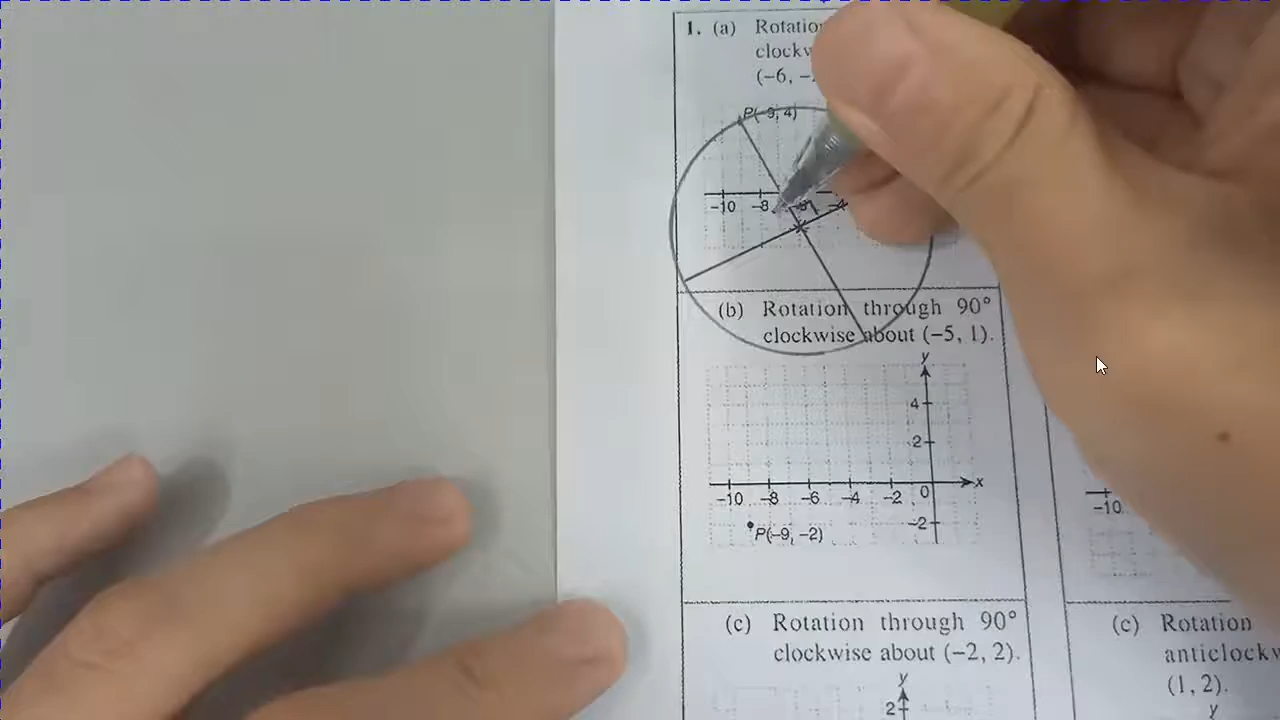 1. (a) Rotatio
clockw
(−6, −
P(−9, 4)
−10 −8 −4
(b) Rotation through 90°
clockwise about (−5, 1).
y
4
2
−10 −8 −6 −4 −2 0 x
−2
P(−9, −2)
−10
(c) Rotation through 90°
clockwise about (−2, 2).
y
2
(c) Rotation
anticlockw
(1, 2).
y